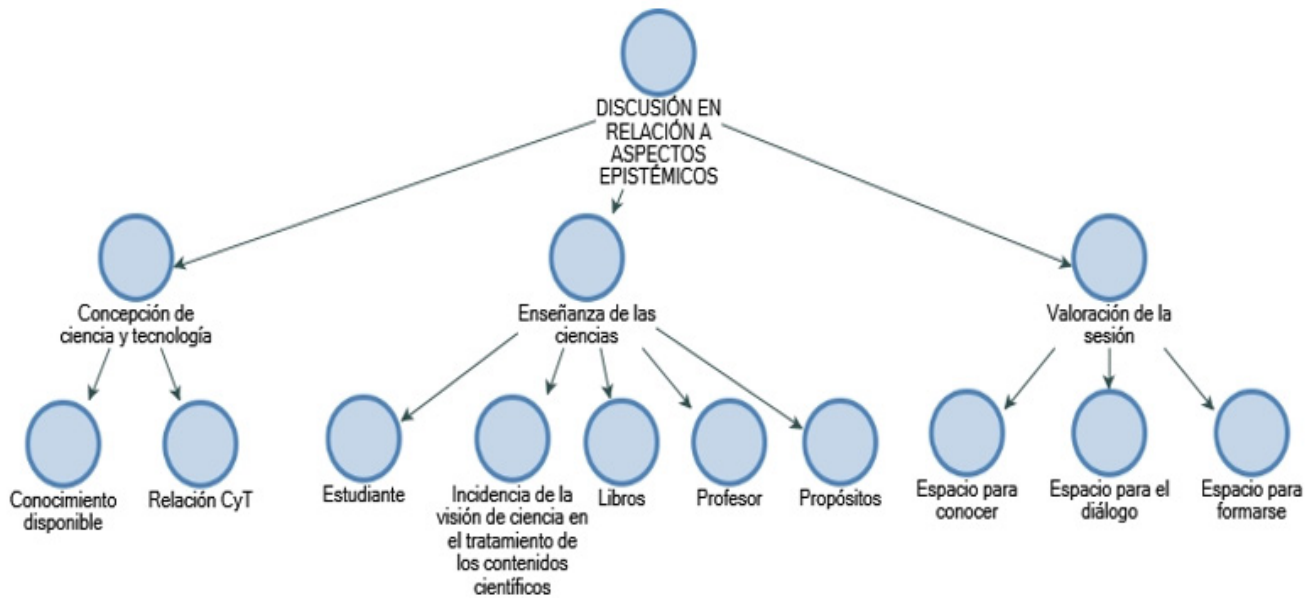 DISCUSIÓN EN
RELACIÓN A
ASPECTOS
EPISTÉMICOS
Concepción de
ciencia y tecnología
Enseñanza de las
ciencias
Valoración de la
sesión
Conocimiento
disponible
Relación CyT
Estudiante
Incidencia de la
visión de ciencia en
el tratamiento de
los contenidos
científicos
Libros
Profesor
Propósitos
Espacio para
conocer
Espacio para el
diálogo
Espacio para
formarse